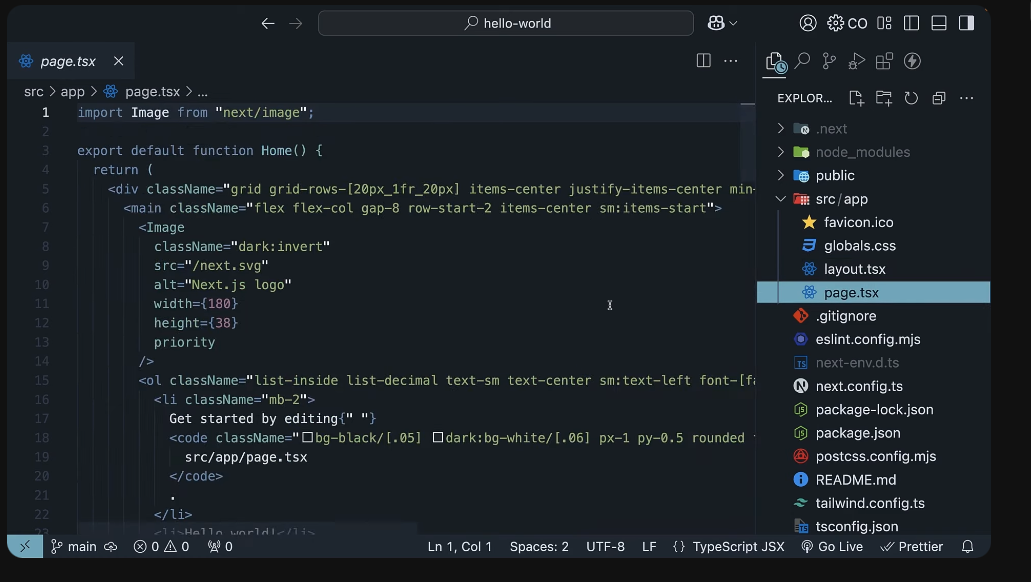 hello-world
CO
page.tsx
src > app > page.tsx > ...
1 import Image from "next/image";
2
3 export default function Home() {
4 return (
5 <div className="grid grid-rows-[20px_1fr_20px] items-center justify-items-center min-
6 <main className="flex flex-col gap-8 row-start-2 items-center sm:items-start">
7 <Image
8 className="dark:invert"
9 src="/next.svg"
10 alt="Next.js logo"
11 width={180}
12 height={38}
13 priority
14 />
15 <ol className="list-inside list-decimal text-sm text-center sm:text-left font-[fa
16 <li className="mb-2">
17 Get started by editing{" "}
18 <code className="bg-black/[.05] dark:bg-white/[.06] px-1 py-0.5 rounded
19 src/app/page.tsx
20 </code>
21 .
22 </li>
23 <li>Hello world!</li>
EXPLOR...
.next
node_modules
public
src/app
favicon.ico
globals.css
layout.tsx
page.tsx
.gitignore
eslint.config.mjs
TS next-env.d.ts
next.config.ts
package-lock.json
package.json
postcss.config.mjs
README.md
tailwind.config.ts
tsconfig.json
main 0 0 0 Ln 1, Col 1 Spaces: 2 UTF-8 LF {} TypeScript JSX Go Live Prettier